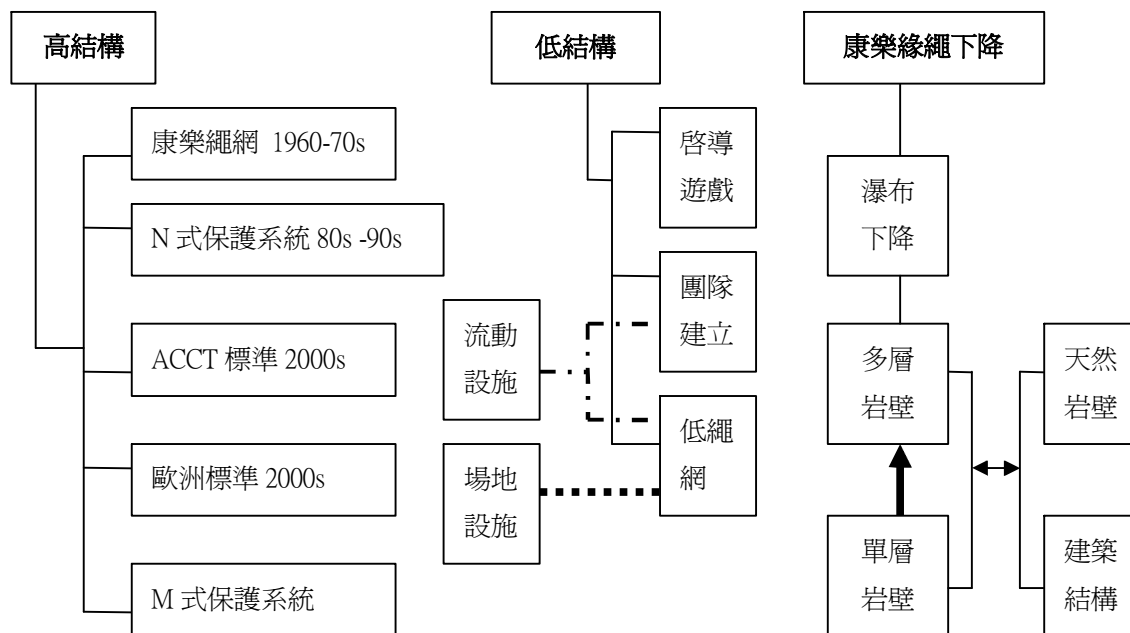 高結構
康樂繩網 1960-70s
N 式保護系統 80s -90s
ACCT 標準 2000s
歐洲標準 2000s
M 式保護系統
低結構
啓導
遊戲
團隊
建立
低繩
網
流動
設施
場地
設施
康樂緣繩下降
瀑布
下降
多層
岩壁
單層
岩壁
天然
岩壁
建築
結構